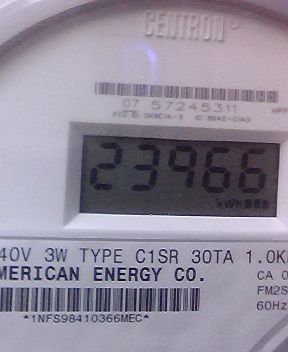 CENTRON®
07 57245311
23966
kWh
40V 3W TYPE C1SR 30TA 1.0K
MERICAN ENERGY CO.
CA 0
FM2S
60Hz
*1NFS98410366MEC*